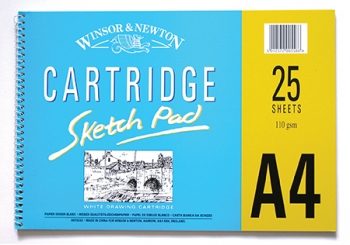 WINSOR & NEWTON
CARTRIDGE
Sketch Pad
25
SHEETS
110 gsm
A4
WHITE DRAWING CARTRIDGE